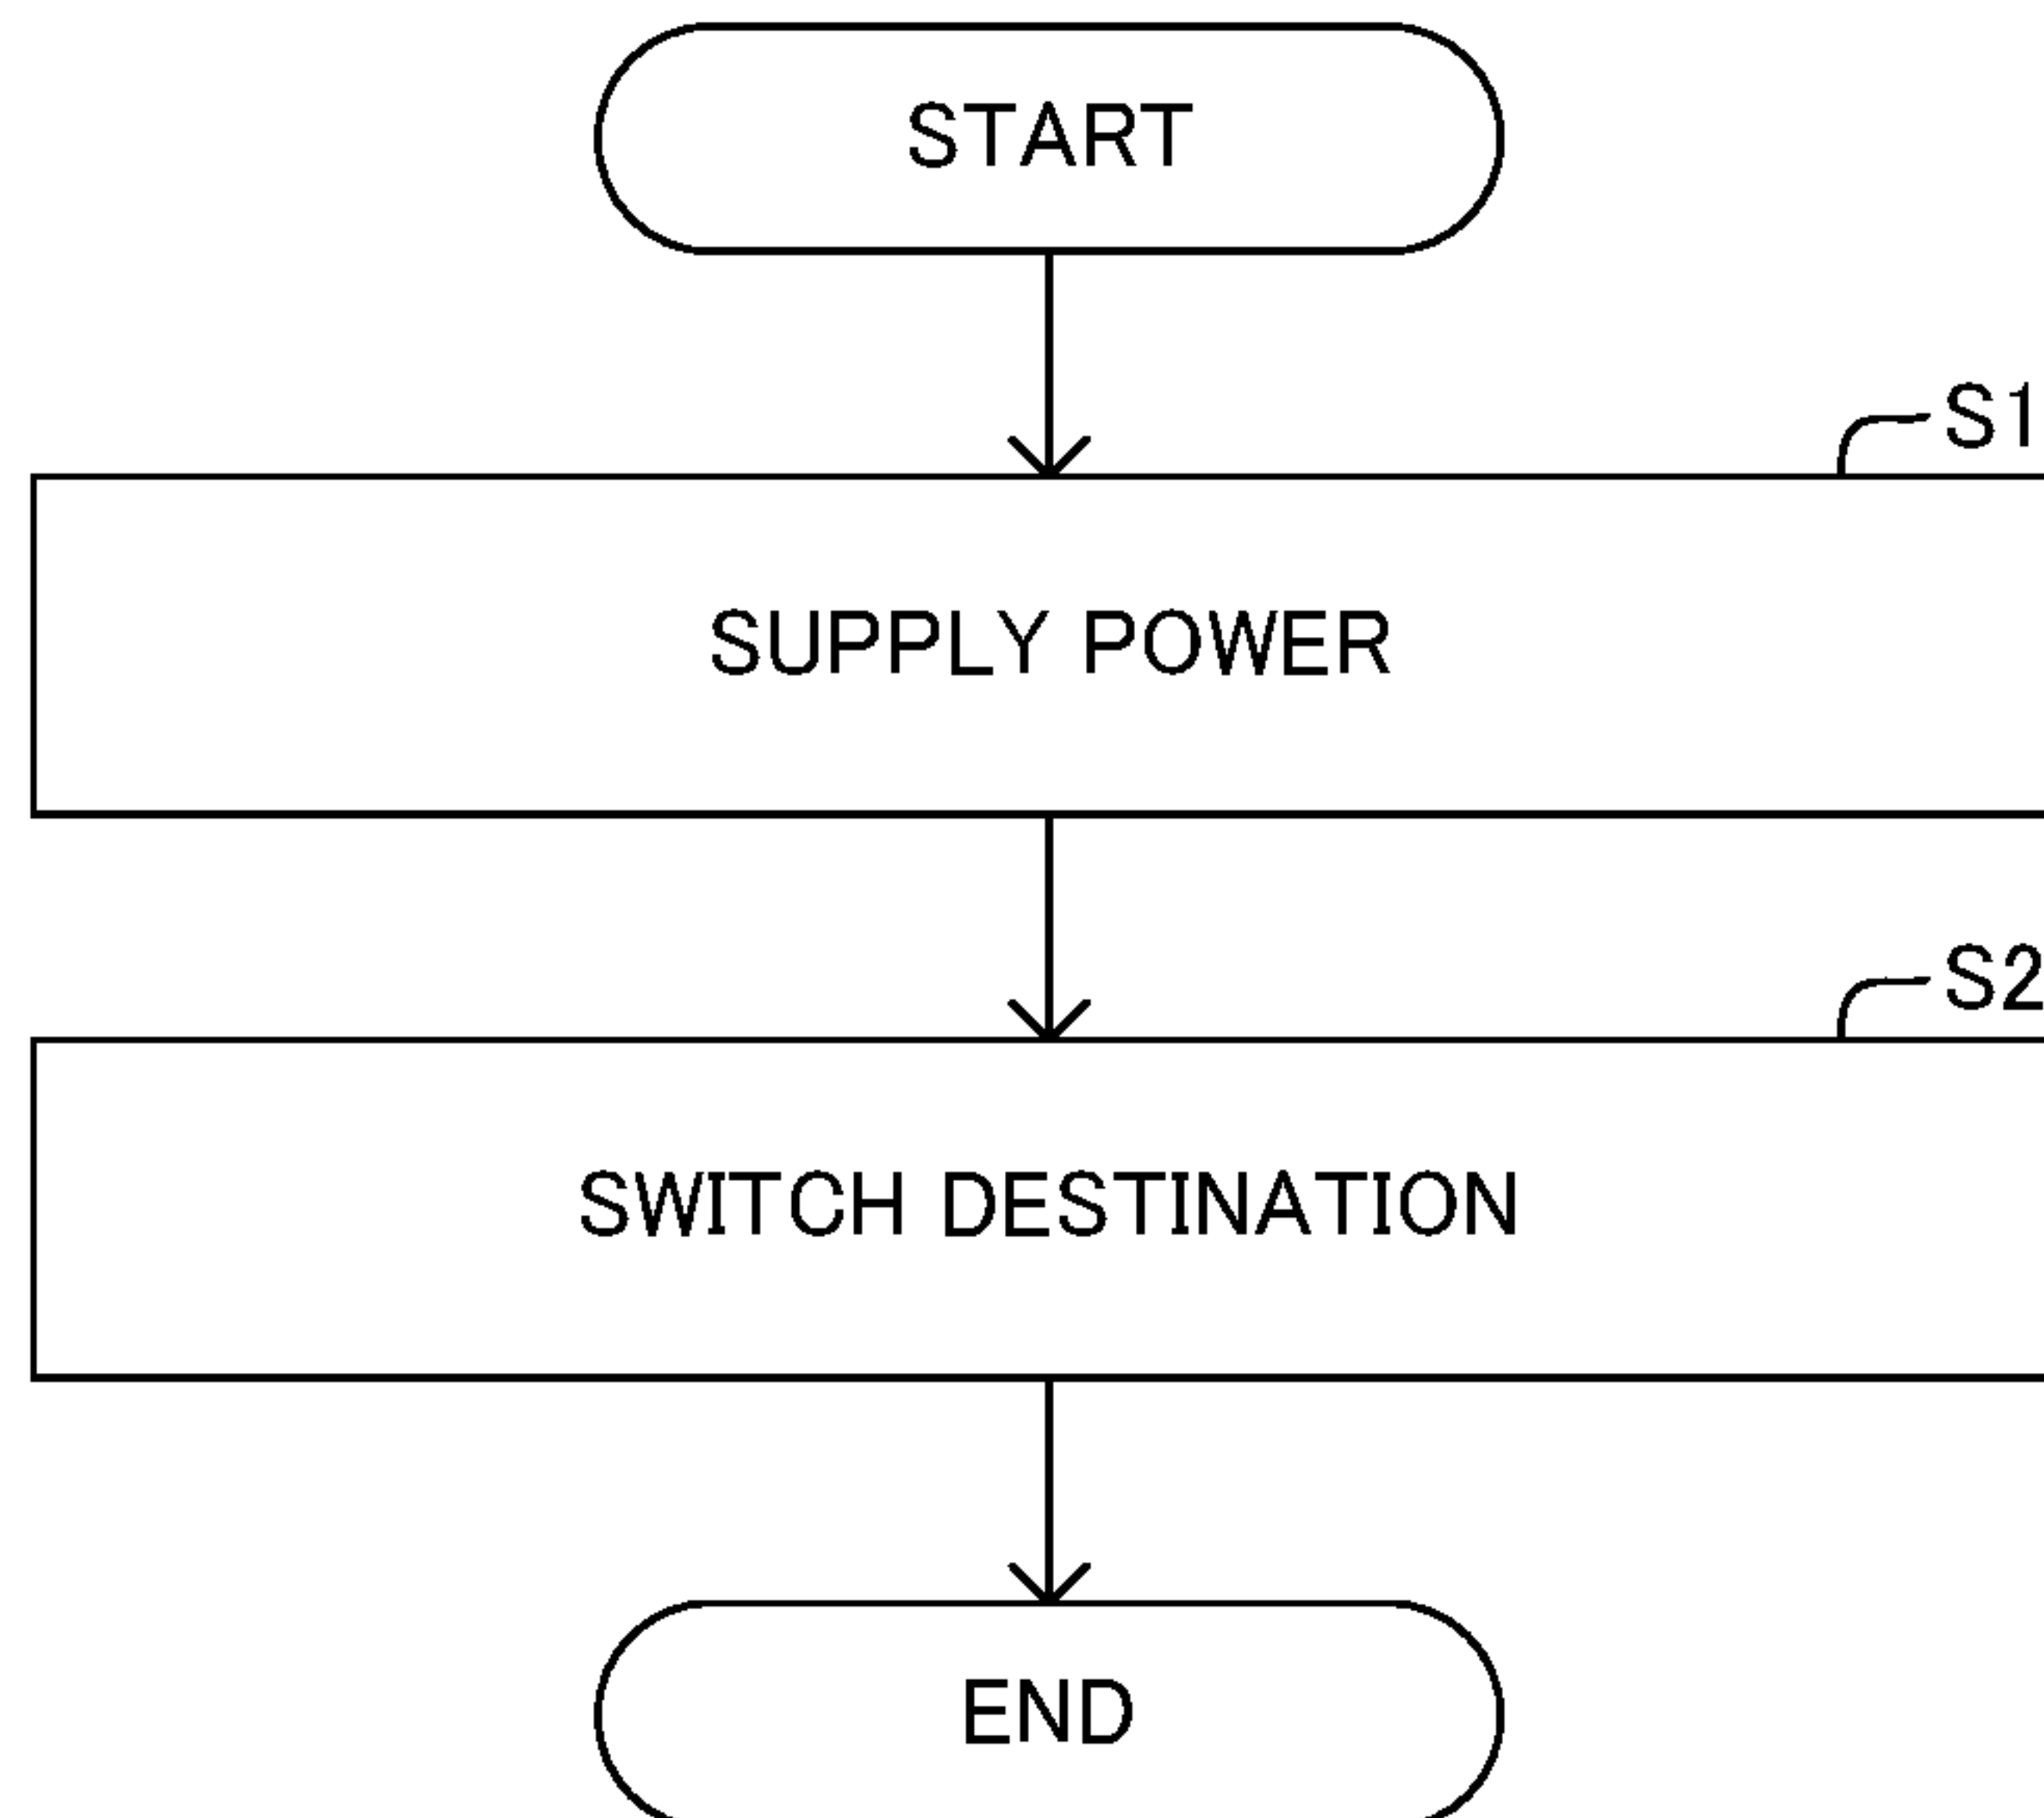 START
S1
SUPPLY POWER
S2
SWITCH DESTINATION
END